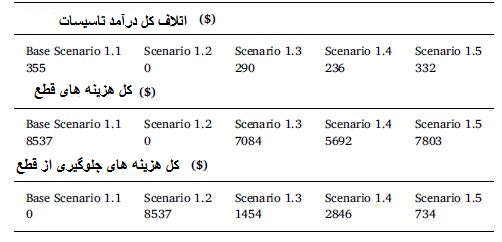 اتلاف کل درآمد تاسیسات ($)
Base Scenario 1.1 Scenario 1.2 Scenario 1.3 Scenario 1.4 Scenario 1.5
355 0 290 236 332
کل هزینه های قطع ($)
Base Scenario 1.1 Scenario 1.2 Scenario 1.3 Scenario 1.4 Scenario 1.5
8537 0 7084 5692 7803
کل هزینه های جلوگیری از قطع ($)
Base Scenario 1.1 Scenario 1.2 Scenario 1.3 Scenario 1.4 Scenario 1.5
0 8537 1454 2846 734